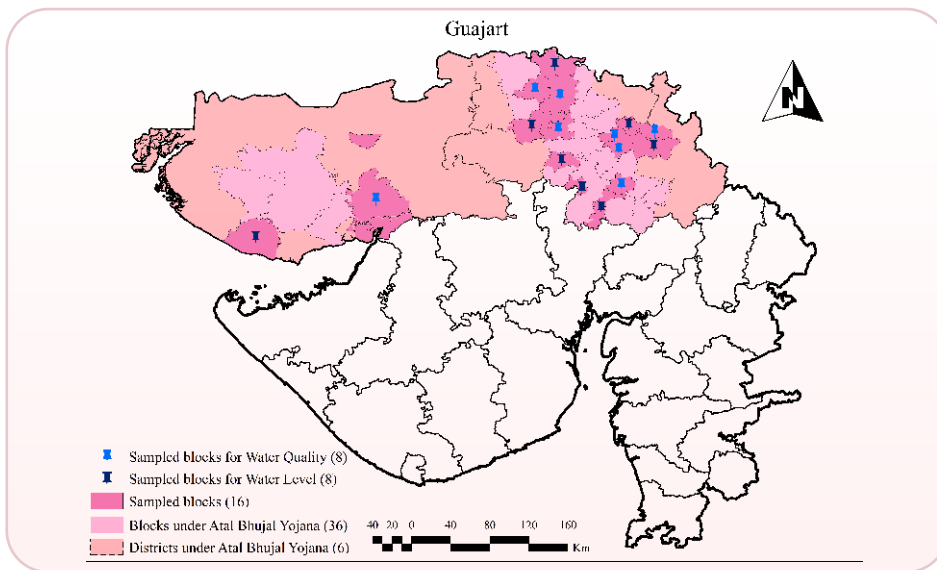 Guajart
N
Sampled blocks for Water Quality (8)
Sampled blocks for Water Level (8)
Sampled blocks (16)
Blocks under Atal Bhujal Yojana (36)
Districts under Atal Bhujal Yojana (6)
40 20 0 40 80 120 160
Km